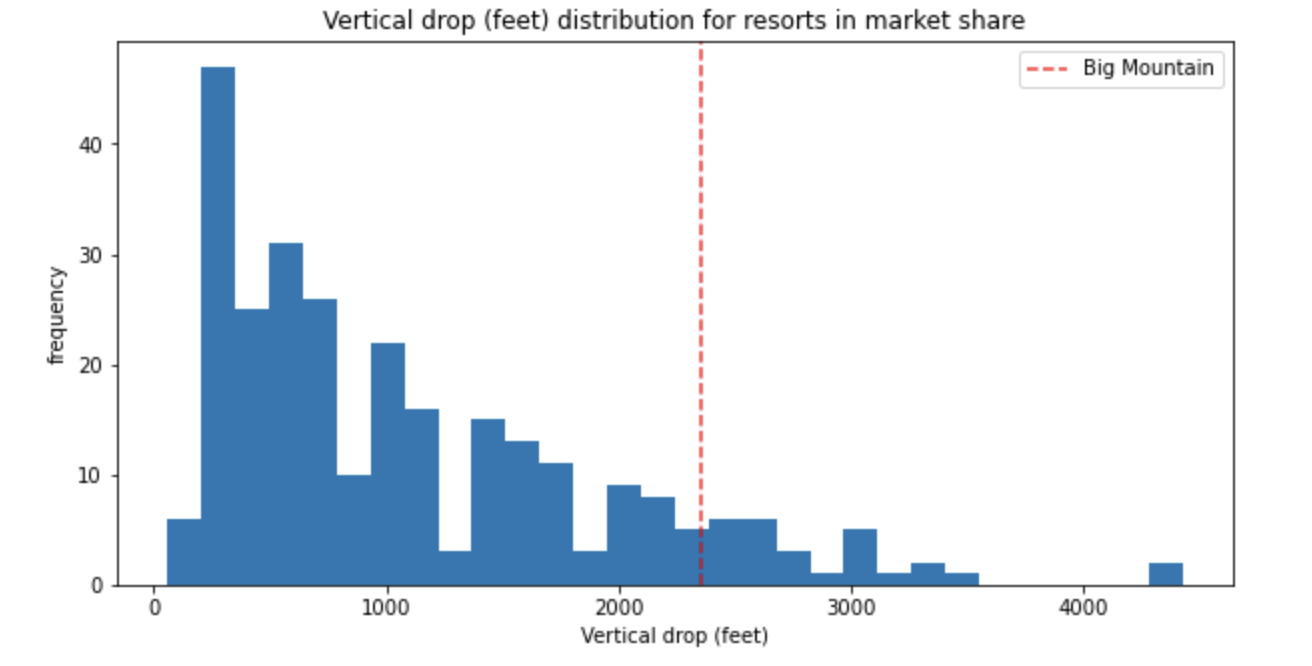 Vertical drop (feet) distribution for resorts in market share
Big Mountain
40
30
20
10
0
frequency
0 1000 2000 3000 4000
Vertical drop (feet)